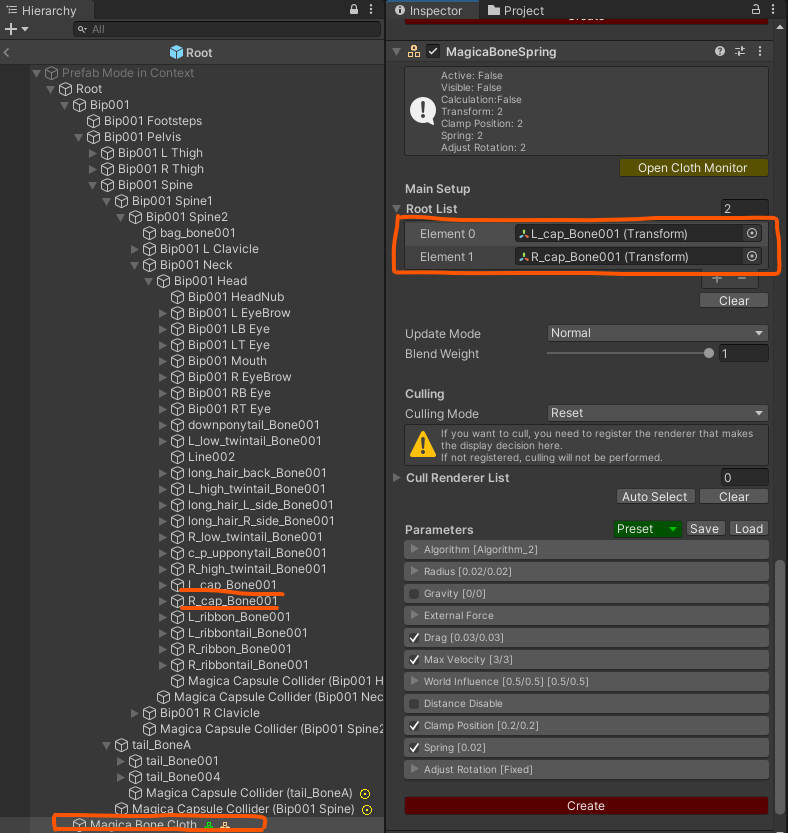 Hierarchy
All
Root
Prefab Mode in Context
Root
Bip001
Bip001 Footsteps
Bip001 Pelvis
Bip001 L Thigh
Bip001 R Thigh
Bip001 Spine
Bip001 Spine1
Bip001 Spine2
bag_bone001
Bip001 L Clavicle
Bip001 Neck
Bip001 Head
Bip001 HeadNub
Bip001 L EyeBrow
Bip001 LB Eye
Bip001 LT Eye
Bip001 Mouth
Bip001 R EyeBrow
Bip001 RB Eye
Bip001 RT Eye
downponytail_Bone001
L_low_twintail_Bone001
Line002
long_hair_back_Bone001
L_high_twintail_Bone001
long_hair_L_side_Bone001
long_hair_R_side_Bone001
R_low_twintail_Bone001
c_p_upponytail_Bone001
R_high_twintail_Bone001
L_cap_Bone001
R_cap_Bone001
L_ribbon_Bone001
L_ribbontail_Bone001
R_ribbon_Bone001
R_ribbontail_Bone001
Magica Capsule Collider (Bip001 H
Magica Capsule Collider (Bip001 Nec
Bip001 R Clavicle
Magica Capsule Collider (Bip001 Spine2
tail_BoneA
tail_Bone001
tail_Bone004
Magica Capsule Collider (tail_BoneA)
Magica Capsule Collider (Bip001 Spine)
Magica Bone Cloth
Inspector
Project
Create
MagicaBoneSpring
Active: False
Visible: False
Calculation:False
Transform: 2
Clamp Position: 2
Spring: 2
Adjust Rotation: 2
Open Cloth Monitor
Main Setup
Root List 2
Element 0 L_cap_Bone001 (Transform)
Element 1 R_cap_Bone001 (Transform)
Clear
Update Mode Normal
Blend Weight 1
Culling
Culling Mode Reset
If you want to cull, you need to register the renderer that makes
the display decision here.
If not registered, culling will not be performed.
Cull Renderer List 0
Auto Select Clear
Parameters Preset Save Load
Algorithm [Algorithm_2]
Radius [0.02/0.02]
Gravity [0/0]
External Force
Drag [0.03/0.03]
Max Velocity [3/3]
World Influence [0.5/0.5] [0.5/0.5]
Distance Disable
Clamp Position [0.2/0.2]
Spring [0.02]
Adjust Rotation [Fixed]
Create